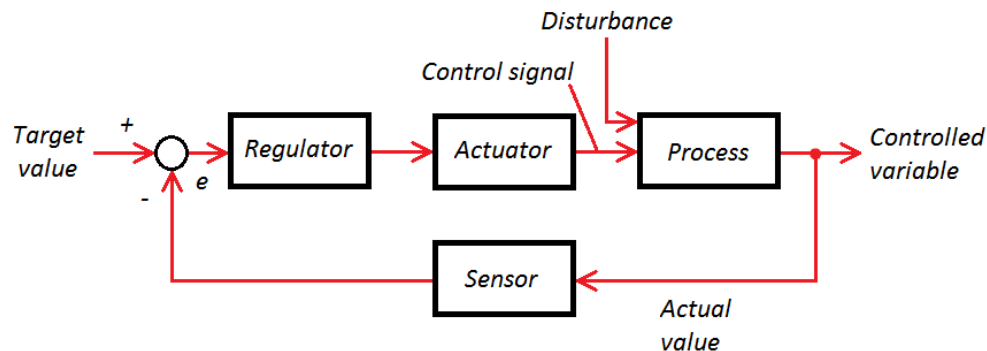 Disturbance
Control signal
Target
value
+
-
e
Regulator
Actuator
Process
Controlled
variable
Sensor
Actual
value